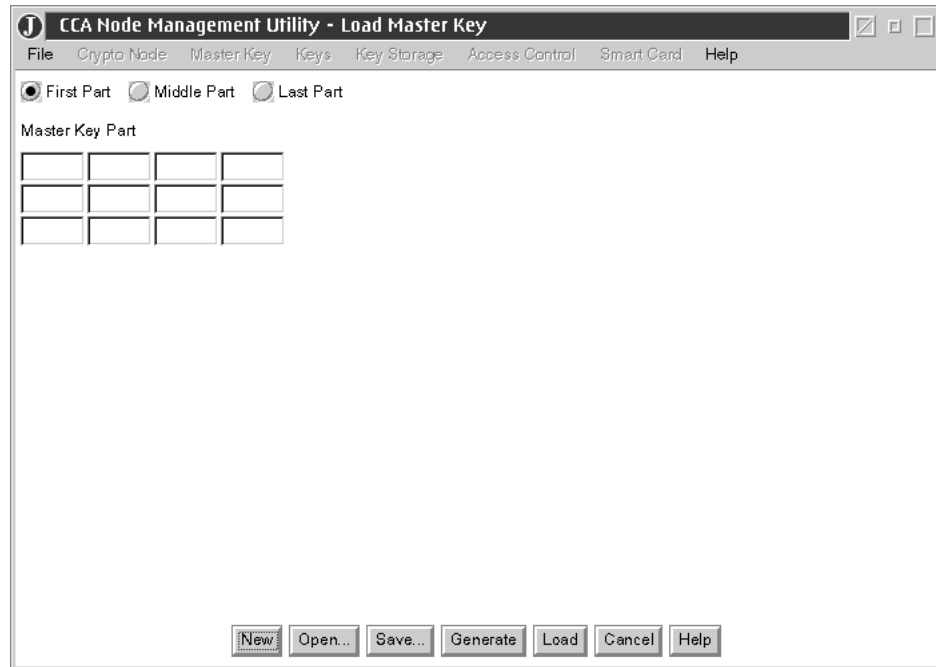 J CCA Node Management Utility - Load Master Key
File Crypto Node Master Key Keys Key Storage Access Control Smart Card Help
First Part Middle Part Last Part
Master Key Part
New Open... Save... Generate Load Cancel Help